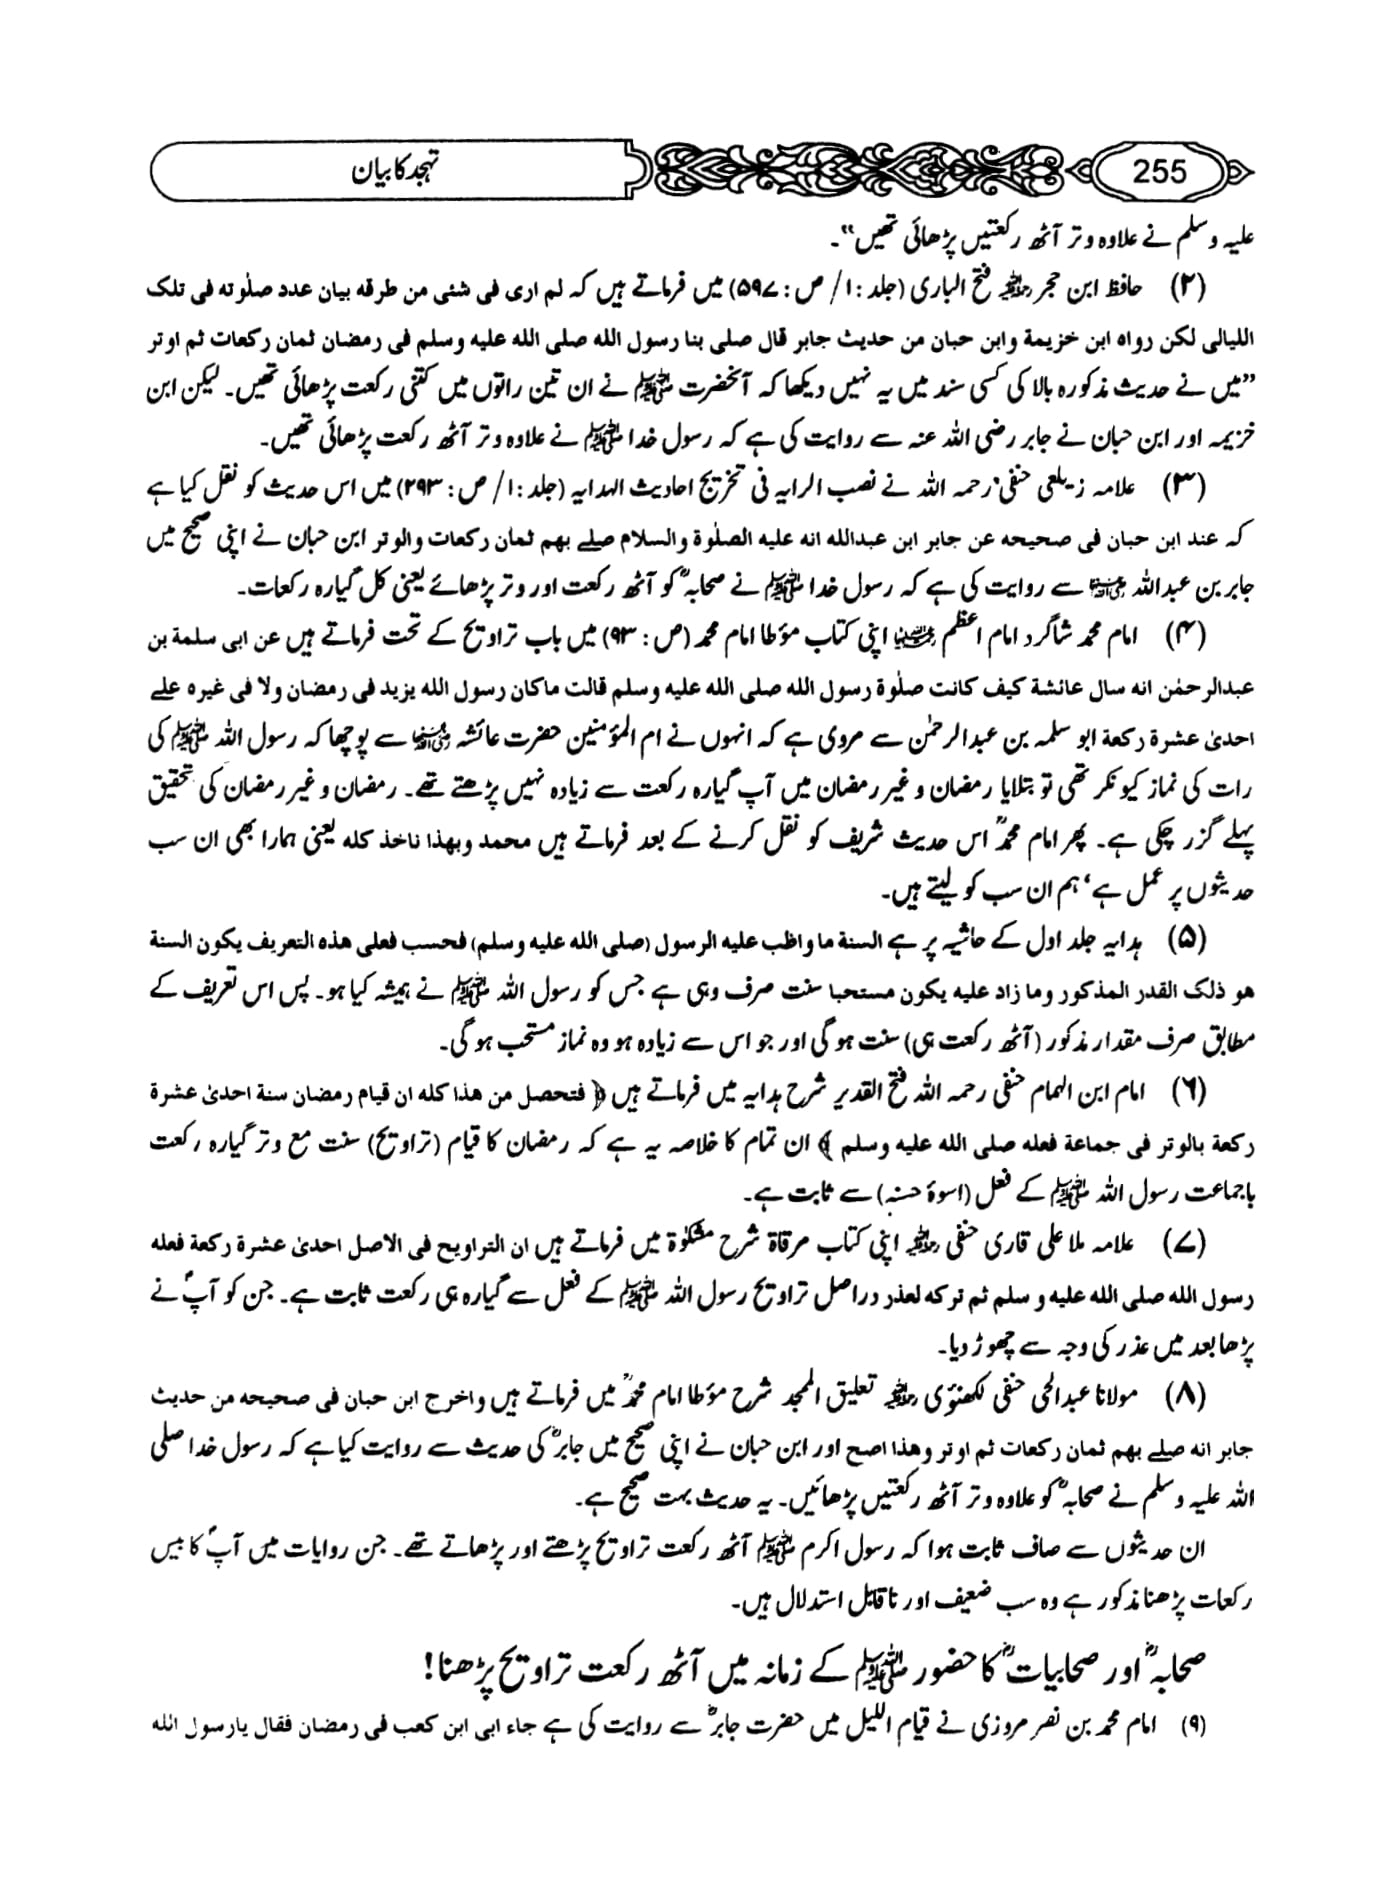 255
تہجد کا بیان
علیہ وسلم نے علاوہ وتر آٹھ رکعتیں پڑھائی تھیں‘‘۔
(۲) حافظ ابن حجر رحمۃ اللہ علیہ فتح الباری (جلد:۱/ ص:۵۹۷) میں فرماتے ہیں کہ لم اری فی شئی من طرقه بیان عدد صلوٰته فی تلک
اللیالی لکن رواه ابن خزیمة وابن حبان من حدیث جابر قال صلی بنا رسول الله صلی الله علیه وسلم فی رمضان ثمان رکعات ثم اوتر
’’میں نے حدیث مذکورہ بالا کی کسی سند میں یہ نہیں دیکھا کہ آنحضرت ﷺ نے ان تین راتوں میں کتنی رکعت پڑھائی تھیں۔ لیکن ابن
خزیمہ اور ابن حبان نے جابر رضی اللہ عنہ سے روایت کی ہے کہ رسول خدا ﷺ نے علاوہ وتر آٹھ رکعت پڑھائی تھیں۔
(۳) علامہ زیلعی حنفی رحمہ اللہ نے نصب الرایہ فی تخریج احادیث الہدایہ (جلد:۱/ ص:۲۹۳) میں اس حدیث کو نقل کیا ہے
کہ عند ابن حبان فی صحیحه عن جابر ابن عبدالله انه علیه الصلوٰة والسلام صلے بهم ثمان رکعات والوتر ابن حبان نے اپنی صحیح میں
جابر بن عبداللہ رضی اللہ عنہما سے روایت کی ہے کہ رسول خدا ﷺ نے صحابہؓ کو آٹھ رکعت اور وتر پڑھائے یعنی کل گیارہ رکعات۔
(۴) امام محمد شاگرد امام اعظم رحمۃ اللہ علیہما اپنی کتاب مؤطا امام محمد (ص:۹۳) میں باب تراویح کے تحت فرماتے ہیں عن ابی سلمة بن
عبدالرحمٰن انه سال عائشة کیف کانت صلوٰة رسول الله صلی الله علیه وسلم قالت ماکان رسول الله یزید فی رمضان ولا فی غیره علے
احدیٰ عشرة رکعة ابو سلمہ بن عبدالرحمٰن سے مروی ہے کہ انہوں نے ام المؤمنین حضرت عائشہ رضی اللہ عنہا سے پوچھا کہ رسول اللہ ﷺ کی
رات کی نماز کیونکر تھی تو بتلایا رمضان و غیر رمضان میں آپ گیارہ رکعت سے زیادہ نہیں پڑھتے تھے۔ رمضان و غیر رمضان کی تحقیق
پہلے گزر چکی ہے۔ پھر امام محمدؒ اس حدیث شریف کو نقل کرنے کے بعد فرماتے ہیں محمد وبهذا ناخذ کله یعنی ہمارا بھی ان سب
حدیثوں پر عمل ہے‘ ہم ان سب کو لیتے ہیں۔
(۵) ہدایہ جلد اول کے حاشیہ پر ہے السنة ما واظب علیه الرسول (صلی الله علیه وسلم) فحسب فعلی هذه التعریف یکون السنة
هو ذلک القدر المذکور وما زاد علیه یکون مستحبا سنت صرف وہی ہے جس کو رسول اللہ ﷺ نے ہمیشہ کیا ہو۔ پس اس تعریف کے
مطابق صرف مقدار مذکور (آٹھ رکعت ہی) سنت ہوگی اور جو اس سے زیادہ ہو وہ نماز مستحب ہوگی۔
(۶) امام ابن الہمام حنفی رحمہ اللہ فتح القدیر شرح ہدایہ میں فرماتے ہیں ﴿ فتحصل من هذا کله ان قیام رمضان سنة احدیٰ عشرة
رکعة بالوتر فی جماعة فعله صلی الله علیه وسلم ﴾ ان تمام کا خلاصہ یہ ہے کہ رمضان کا قیام (تراویح) سنت مع وتر گیارہ رکعت
باجماعت رسول اللہ ﷺ کے فعل (اسوۂ حسنہ) سے ثابت ہے۔
(۷) علامہ ملا علی قاری حنفی رحمۃ اللہ علیہ اپنی کتاب مرقاۃ شرح مشکوٰۃ میں فرماتے ہیں ان التراویح فی الاصل احدیٰ عشرة رکعة فعله
رسول الله صلی الله علیه و سلم ثم ترکه لعذر دراصل تراویح رسول اللہ ﷺ کے فعل سے گیارہ ہی رکعت ثابت ہے۔ جن کو آپؐ نے
پڑھا بعد میں عذر کی وجہ سے چھوڑ دیا۔
(۸) مولانا عبدالحی حنفی لکھنوی رحمۃ اللہ علیہ تعلیق الممجد شرح مؤطا امام محمدؒ میں فرماتے ہیں واخرج ابن حبان فی صحیحه من حدیث
جابر انه صلے بهم ثمان رکعات ثم اوتر وهذا اصح اور ابن حبان نے اپنی صحیح میں جابرؓ کی حدیث سے روایت کیا ہے کہ رسول خدا صلی
اللہ علیہ وسلم نے صحابہؓ کو علاوہ وتر آٹھ رکعتیں پڑھائیں۔ یہ حدیث بہت صحیح ہے۔
ان حدیثوں سے صاف ثابت ہوا کہ رسول اکرم ﷺ آٹھ رکعت تراویح پڑھتے اور پڑھاتے تھے۔ جن روایات میں آپؐ کا بیس
رکعات پڑھنا مذکور ہے وہ سب ضعیف اور ناقابل استدلال ہیں۔
صحابہؓ اور صحابیاتؓ کا حضور ﷺ کے زمانہ میں آٹھ رکعت تراویح پڑھنا!
(۹) امام محمد بن نصر مروزی نے قیام اللیل میں حضرت جابرؓ سے روایت کی ہے جاء ابی ابن کعب فی رمضان فقال یارسول الله